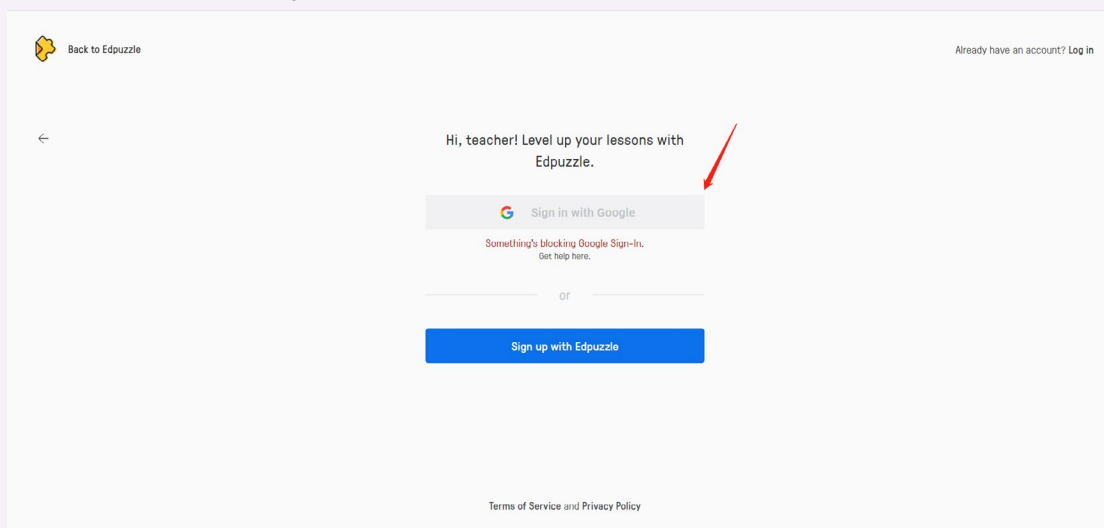 Back to Edpuzzle
Already have an account? Log in
Hi, teacher! Level up your lessons with
Edpuzzle.
Sign in with Google
Something's blocking Google Sign-In.
Get help here.
or
Sign up with Edpuzzle
Terms of Service and Privacy Policy